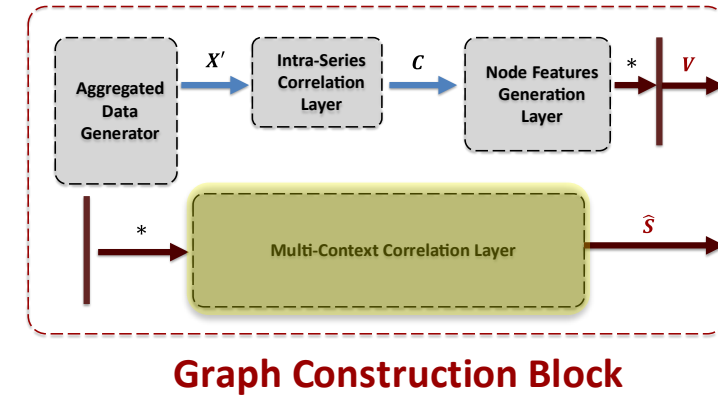 Aggregated
Data
Generator
X′
Intra-Series
Correlation
Layer
C
Node Features
Generation
Layer
*
V
*
Multi-Context Correlation Layer
Ŝ
Graph Construction Block